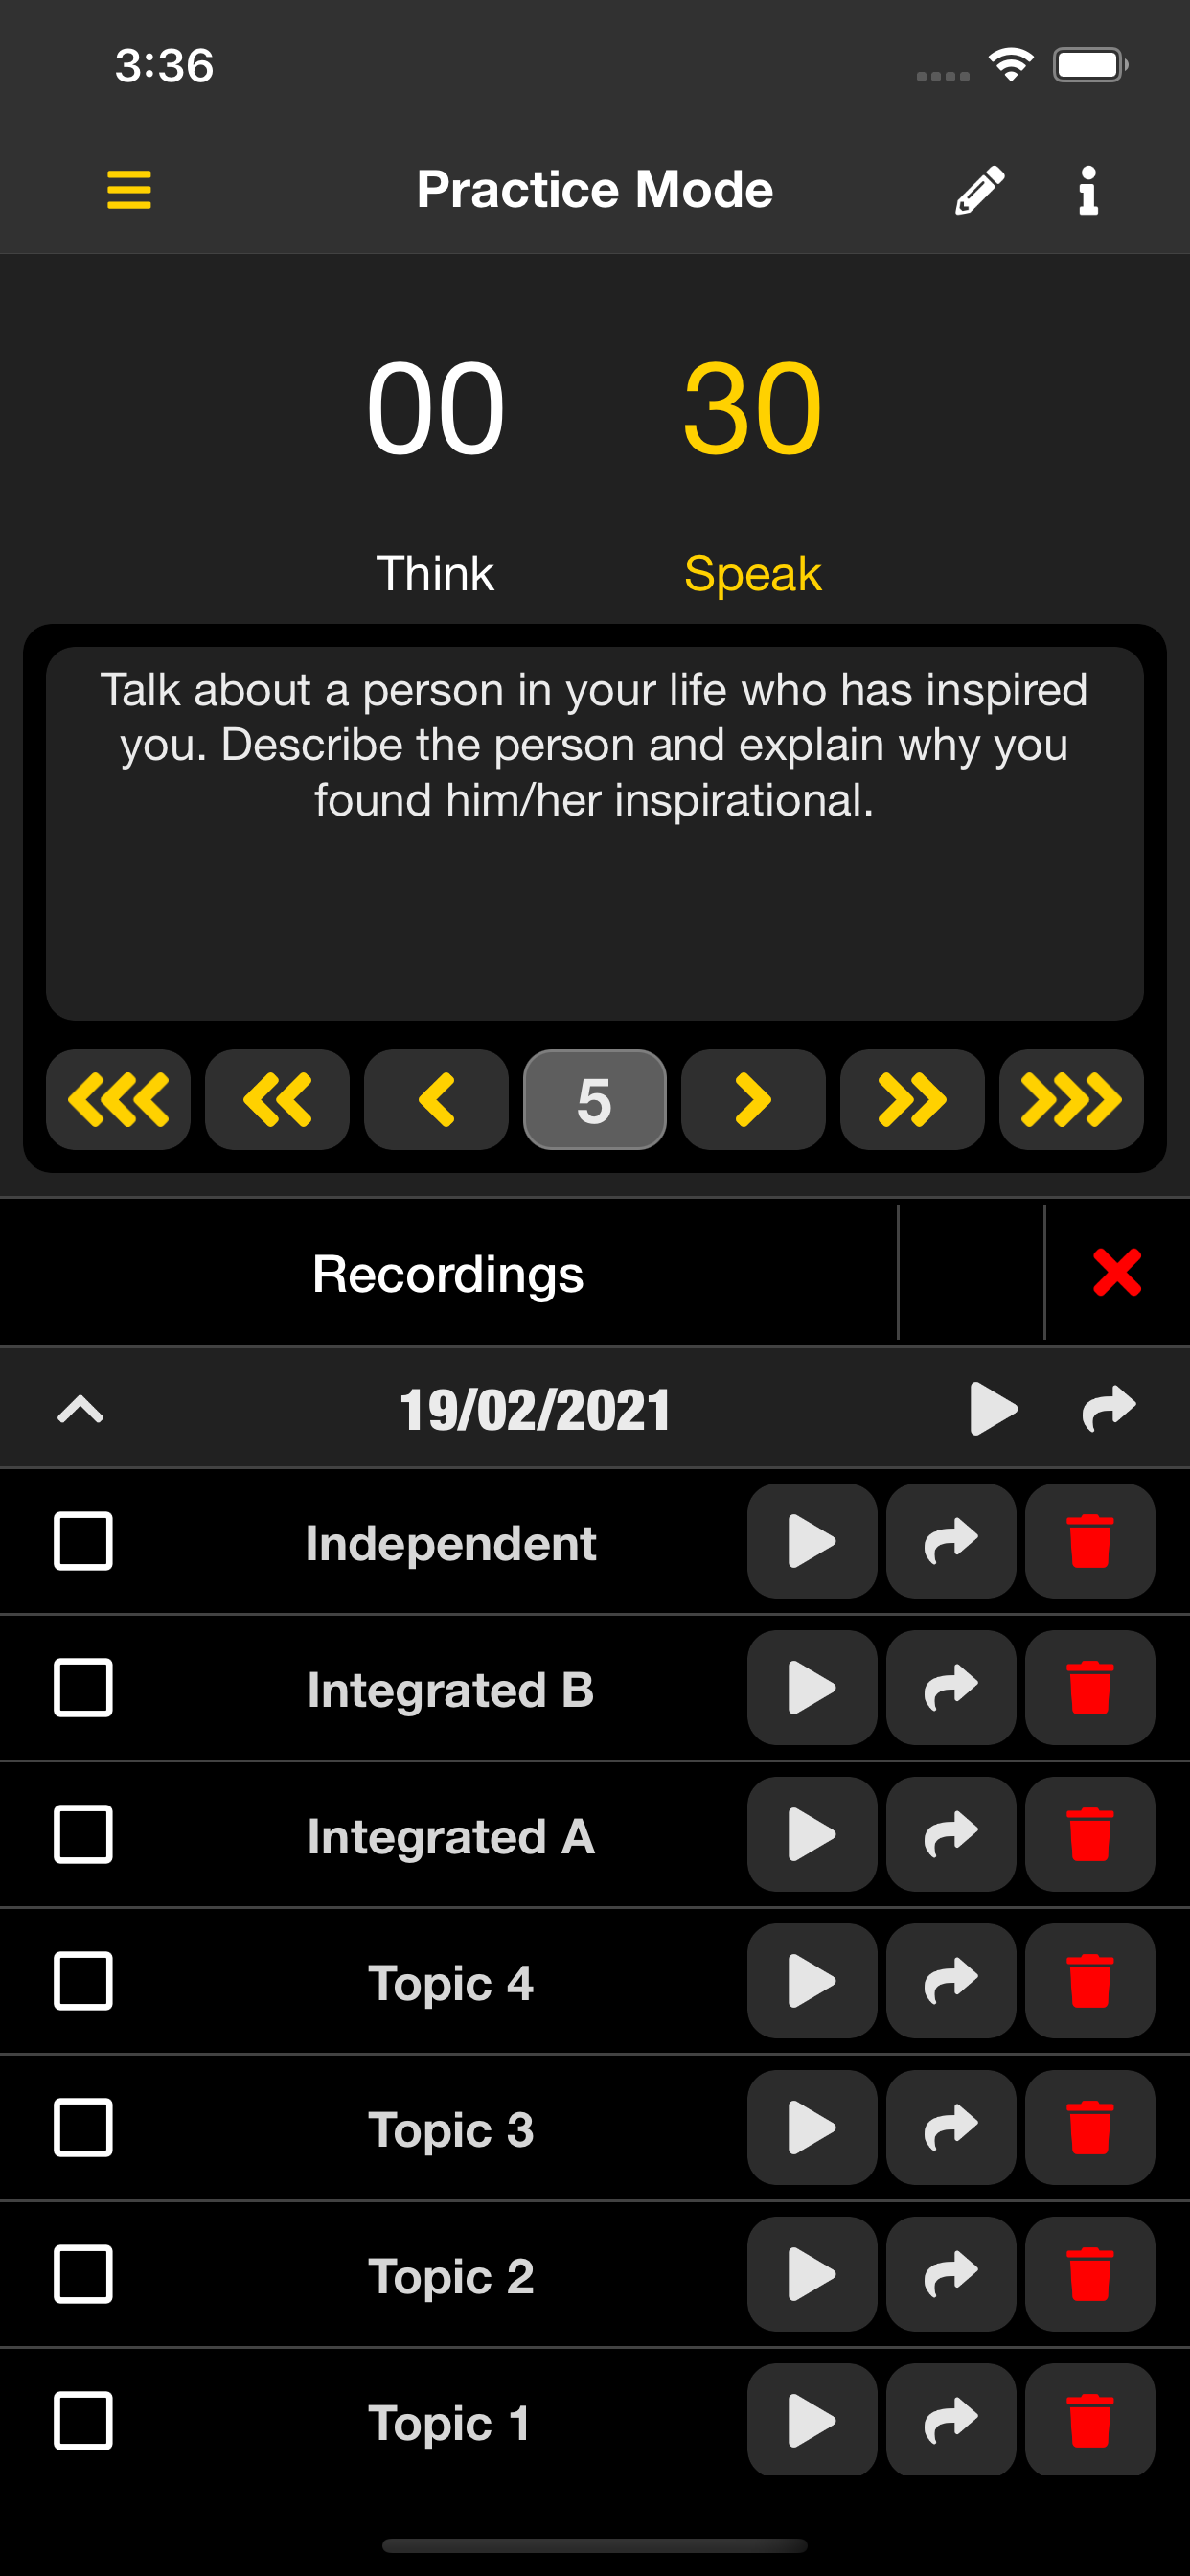 3:36
Practice Mode
00
30
Think
Speak
Talk about a person in your life who has inspired
you. Describe the person and explain why you
found him/her inspirational.
5
Recordings
19/02/2021
Independent
Integrated B
Integrated A
Topic 4
Topic 3
Topic 2
Topic 1